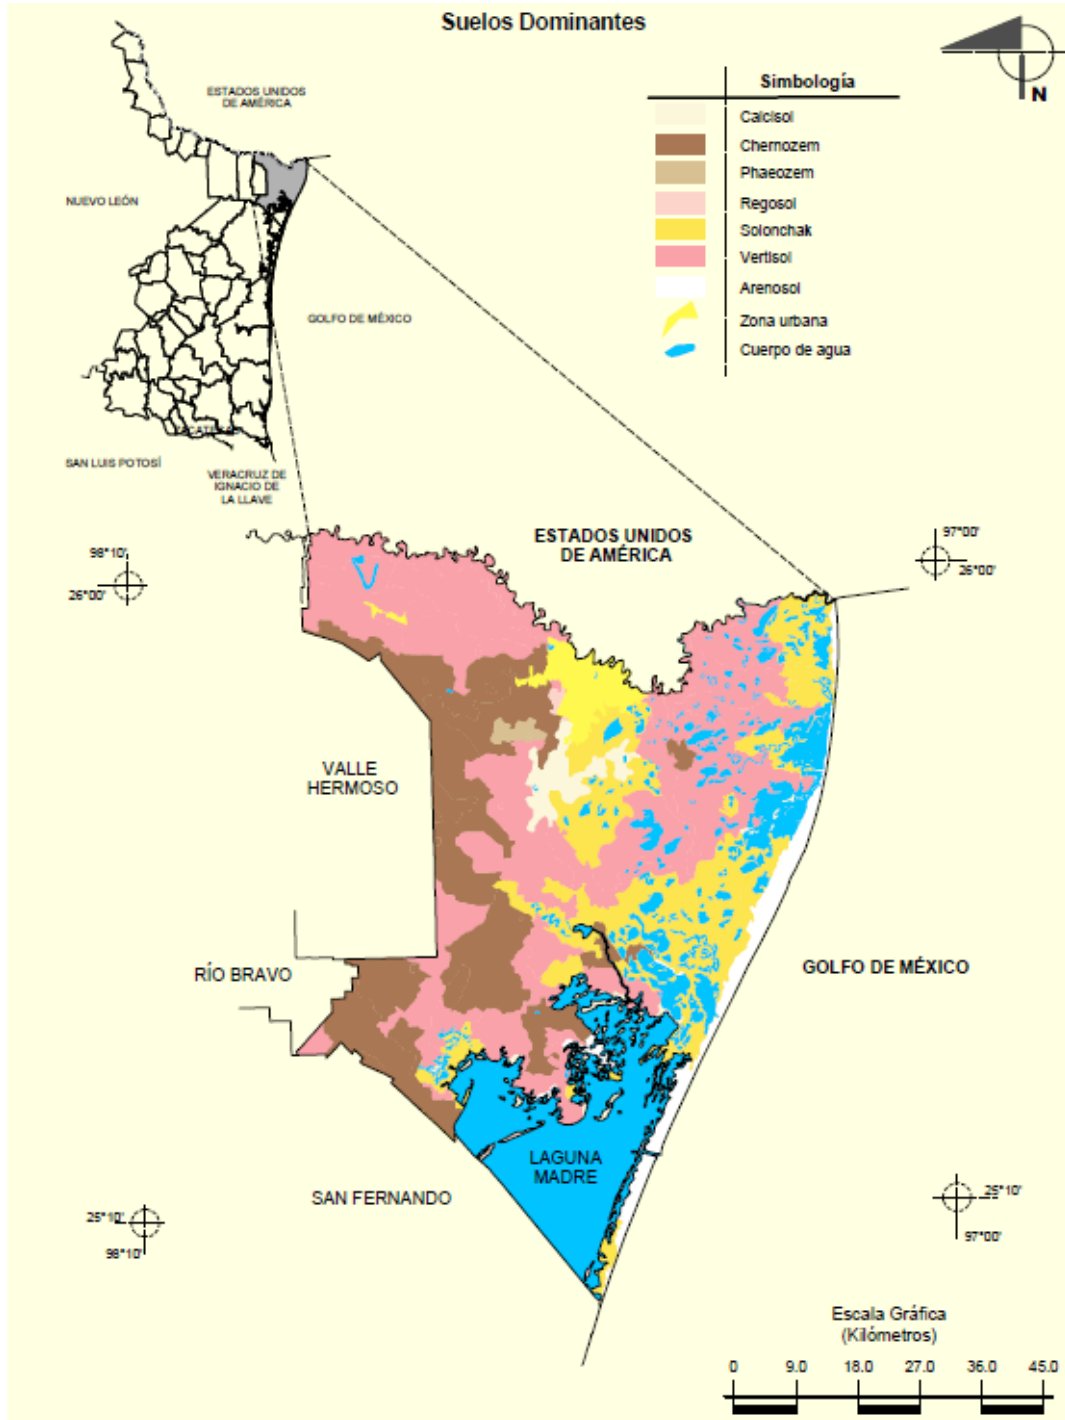 Suelos Dominantes
N
Simbología
Calcisol
Chernozem
Phaeozem
Regosol
Solonchak
Vertisol
Arenosol
Zona urbana
Cuerpo de agua
ESTADOS UNIDOS
DE AMÉRICA
NUEVO LEÓN
GOLFO DE MÉXICO
SAN LUIS POTOSÍ
VERACRUZ DE
IGNACIO DE
LA LLAVE
ESTADOS UNIDOS
DE AMÉRICA
98°10'
26°00'
97°00'
26°00'
VALLE
HERMOSO
RÍO BRAVO
GOLFO DE MÉXICO
LAGUNA
MADRE
SAN FERNANDO
25°10'
98°10'
25°10'
97°00'
Escala Gráfica
(Kilómetros)
0 9.0 18.0 27.0 36.0 45.0